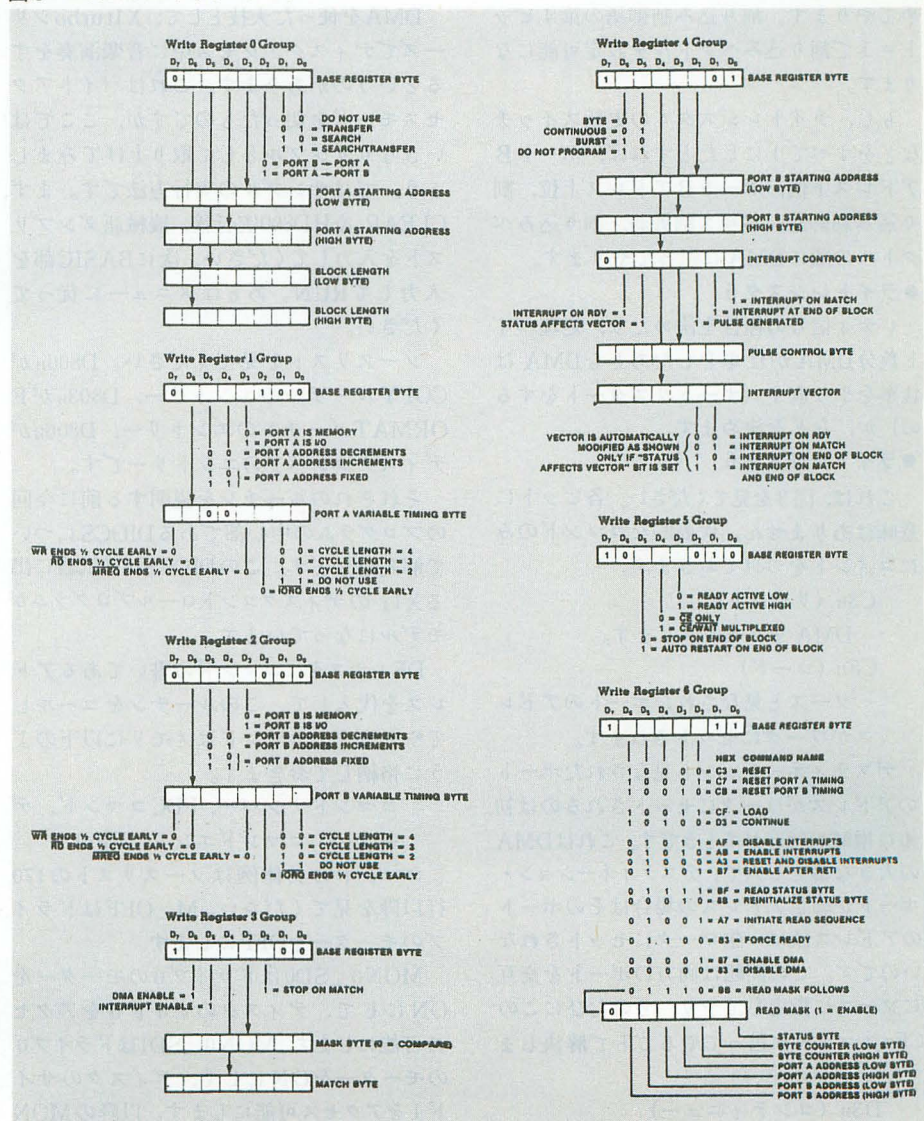 Write Register 0 Group
D7 D6 D5 D4 D3 D2 D1 D0
0 BASE REGISTER BYTE
0 0 DO NOT USE
0 1 = TRANSFER
1 0 = SEARCH
1 1 = SEARCH/TRANSFER
0 = PORT B → PORT A
1 = PORT A → PORT B
PORT A STARTING ADDRESS
(LOW BYTE)
PORT A STARTING ADDRESS
(HIGH BYTE)
BLOCK LENGTH
(LOW BYTE)
BLOCK LENGTH
(HIGH BYTE)
Write Register 1 Group
D7 D6 D5 D4 D3 D2 D1 D0
0 1 0 0 BASE REGISTER BYTE
0 = PORT A IS MEMORY
1 = PORT A IS I/O
0 0 = PORT A ADDRESS DECREMENTS
0 1 = PORT A ADDRESS INCREMENTS
1 0
1 1 = PORT A ADDRESS FIXED
0 0 PORT A VARIABLE TIMING BYTE
WR ENDS ½ CYCLE EARLY = 0
RD ENDS ½ CYCLE EARLY = 0
MREQ ENDS ½ CYCLE EARLY = 0
0 0 = CYCLE LENGTH = 4
0 1 = CYCLE LENGTH = 3
1 0 = CYCLE LENGTH = 2
1 1 = DO NOT USE
0 = IORQ ENDS ½ CYCLE EARLY
Write Register 2 Group
D7 D6 D5 D4 D3 D2 D1 D0
0 0 0 0 BASE REGISTER BYTE
0 = PORT B IS MEMORY
1 = PORT B IS I/O
0 0 = PORT B ADDRESS DECREMENTS
0 1 = PORT B ADDRESS INCREMENTS
1 0
1 1 = PORT B ADDRESS FIXED
PORT B VARIABLE TIMING BYTE
WR ENDS ½ CYCLE EARLY = 0
RD ENDS ½ CYCLE EARLY = 0
MREQ ENDS ½ CYCLE EARLY = 0
0 0 = CYCLE LENGTH = 4
0 1 = CYCLE LENGTH = 3
1 0 = CYCLE LENGTH = 2
1 1 DO NOT USE
0 = IORQ ENDS ½ CYCLE EARLY
Write Register 3 Group
D7 D6 D5 D4 D3 D2 D1 D0
1 0 0 BASE REGISTER BYTE
1 = STOP ON MATCH
DMA ENABLE = 1
INTERRUPT ENABLE = 1
MASK BYTE (0 = COMPARE)
MATCH BYTE
Write Register 4 Group
D7 D6 D5 D4 D3 D2 D1 D0
1 0 1 BASE REGISTER BYTE
BYTE = 0 0
CONTINUOUS = 0 1
BURST = 1 0
DO NOT PROGRAM = 1 1
PORT B STARTING ADDRESS
(LOW BYTE)
PORT B STARTING ADDRESS
(HIGH BYTE)
0 INTERRUPT CONTROL BYTE
INTERRUPT ON RDY = 1
STATUS AFFECTS VECTOR = 1
1 = INTERRUPT ON MATCH
1 = INTERRUPT AT END OF BLOCK
1 = PULSE GENERATED
PULSE CONTROL BYTE
INTERRUPT VECTOR
VECTOR IS AUTOMATICALLY
MODIFIED AS SHOWN
ONLY IF "STATUS
AFFECTS VECTOR" BIT IS SET
0 0 = INTERRUPT ON RDY
0 1 = INTERRUPT ON MATCH
1 0 = INTERRUPT ON END OF BLOCK
1 1 = INTERRUPT ON MATCH
AND END OF BLOCK
Write Register 5 Group
D7 D6 D5 D4 D3 D2 D1 D0
1 0 0 1 0 BASE REGISTER BYTE
0 = READY ACTIVE LOW
1 = READY ACTIVE HIGH
0 = CE ONLY
1 = CE/WAIT MULTIPLEXED
0 = STOP ON END OF BLOCK
1 = AUTO RESTART ON END OF BLOCK
Write Register 6 Group
D7 D6 D5 D4 D3 D2 D1 D0
1 1 1 BASE REGISTER BYTE
HEX COMMAND NAME
1 0 0 0 0 = C3 = RESET
1 0 0 0 1 = C7 = RESET PORT A TIMING
1 0 0 1 0 = CB = RESET PORT B TIMING
1 0 0 1 1 = CF = LOAD
1 0 1 0 0 = D3 = CONTINUE
0 1 0 1 1 = AF = DISABLE INTERRUPTS
0 1 0 1 0 = AB = ENABLE INTERRUPTS
0 1 0 0 0 = A3 = RESET AND DISABLE INTERRUPTS
0 1 1 0 1 = B7 = ENABLE AFTER RETI
0 1 1 1 1 = BF = READ STATUS BYTE
0 0 0 1 0 = 8B = REINITIALIZE STATUS BYTE
0 1 0 0 1 = A7 = INITIATE READ SEQUENCE
0 1 1 0 0 = B3 = FORCE READY
0 0 0 0 1 = 87 = ENABLE DMA
0 0 0 0 0 = 83 = DISABLE DMA
0 1 1 1 0 = BB = READ MASK FOLLOWS
0 READ MASK (1 = ENABLE)
STATUS BYTE
BYTE COUNTER (LOW BYTE)
BYTE COUNTER (HIGH BYTE)
PORT A ADDRESS (LOW BYTE)
PORT A ADDRESS (HIGH BYTE)
PORT B ADDRESS (LOW BYTE)
PORT B ADDRESS (HIGH BYTE)